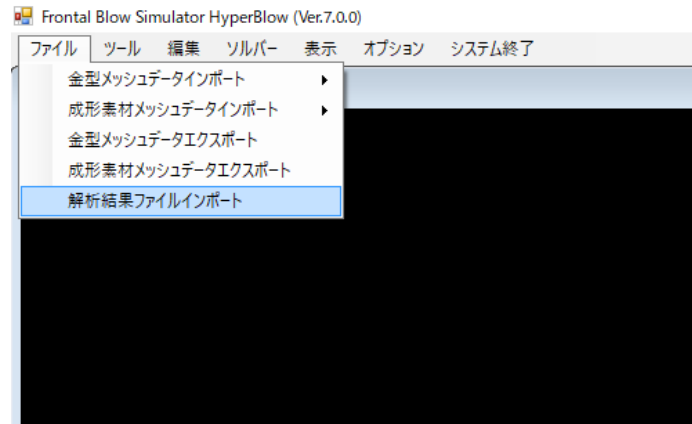 Frontal Blow Simulator HyperBlow (Ver.7.0.0)
ファイル ツール 編集 ソルバー 表示 オプション システム終了
金型メッシュデータインポート
成形素材メッシュデータインポート
金型メッシュデータエクスポート
成形素材メッシュデータエクスポート
解析結果ファイルインポート